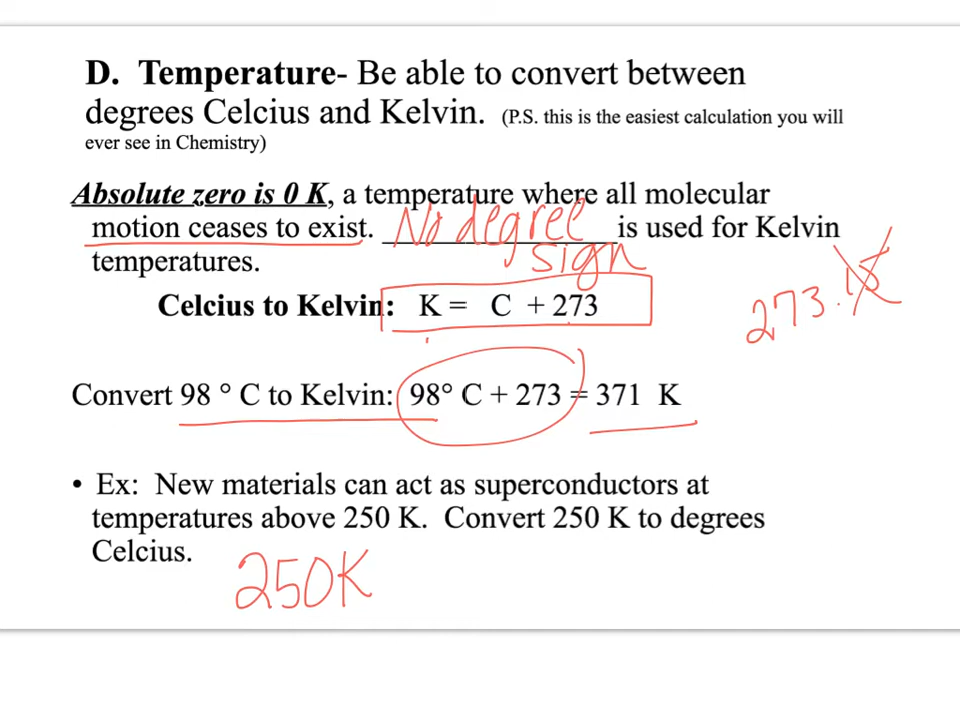 D. Temperature- Be able to convert between
degrees Celcius and Kelvin. (P.S. this is the easiest calculation you will
ever see in Chemistry)
Absolute zero is 0 K, a temperature where all molecular
motion ceases to exist. No degree is used for Kelvin
sign
temperatures.
Celcius to Kelvin: K = C + 273
273.15
Convert 98 ° C to Kelvin: 98° C + 273 = 371 K
• Ex: New materials can act as superconductors at
temperatures above 250 K. Convert 250 K to degrees
Celcius.
250K